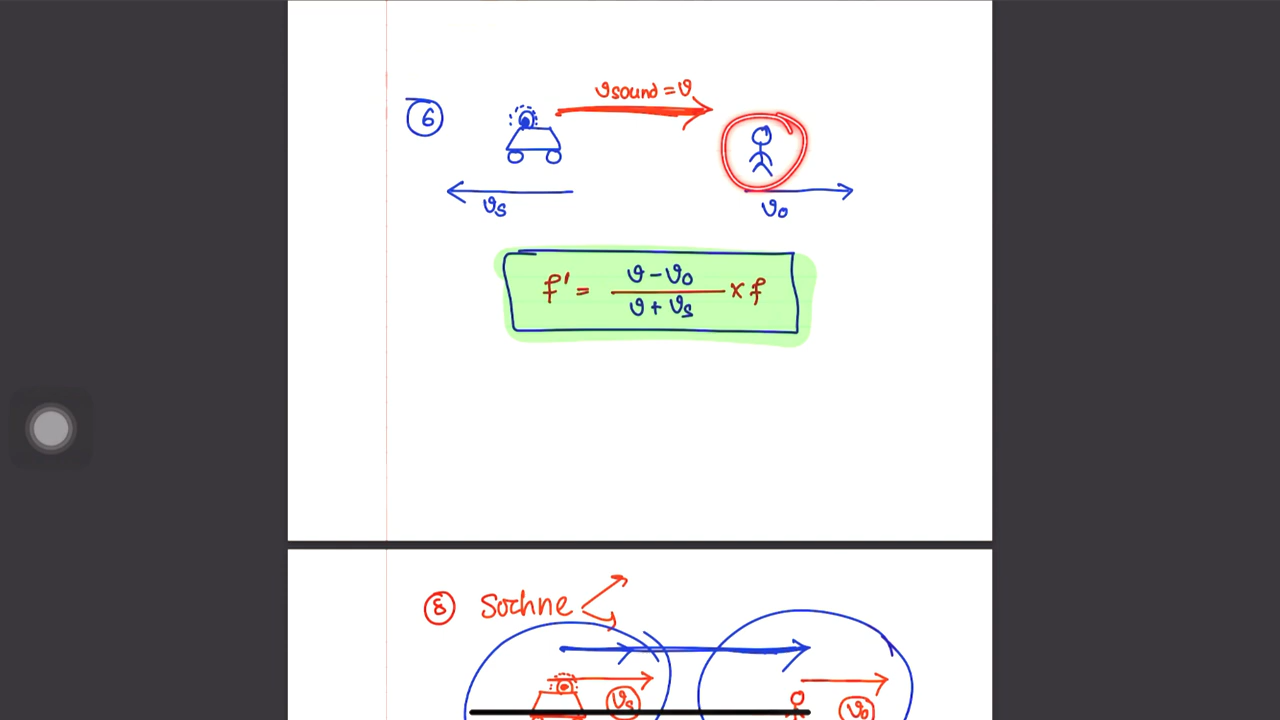 ⑥
ϑsound = ϑ
ϑs
ϑo
f' = (ϑ - ϑo)/(ϑ + ϑs) × f
⑧ Sochne
ϑs
ϑo